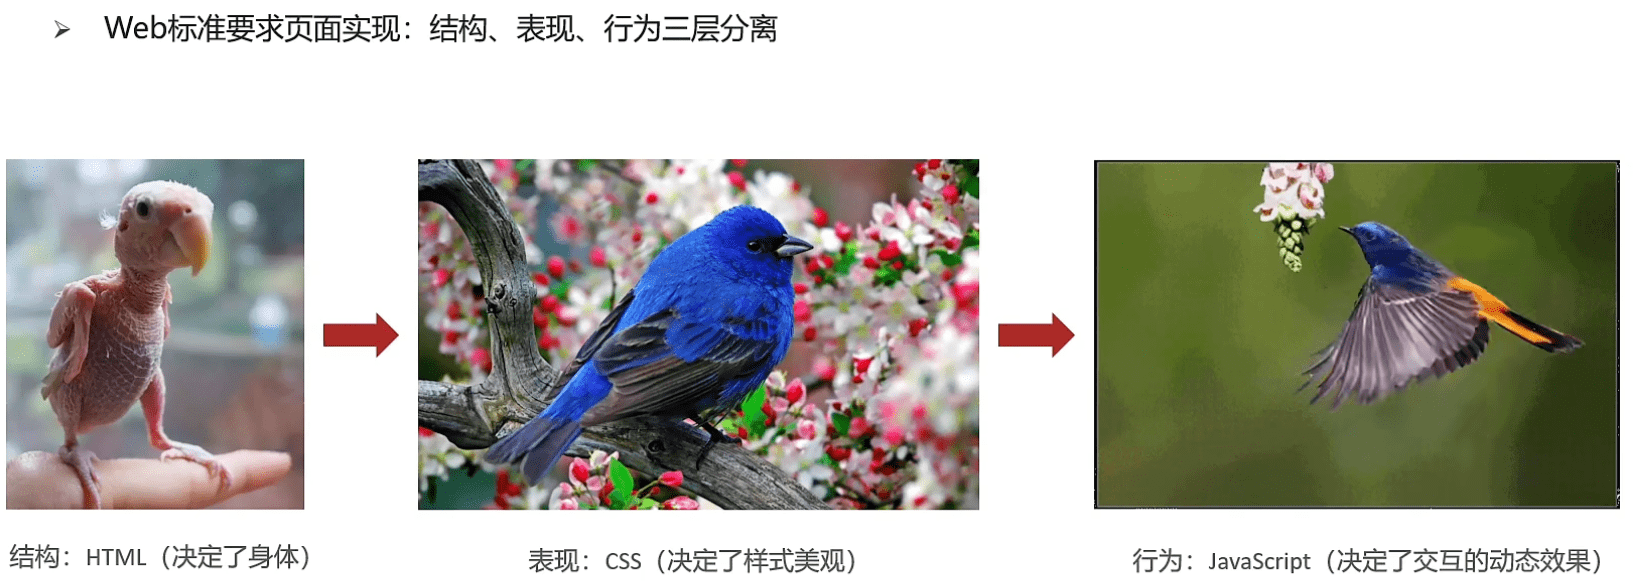 Web标准要求页面实现：结构、表现、行为三层分离
结构：HTML（决定了身体）
表现：CSS（决定了样式美观）
行为：JavaScript（决定了交互的动态效果）